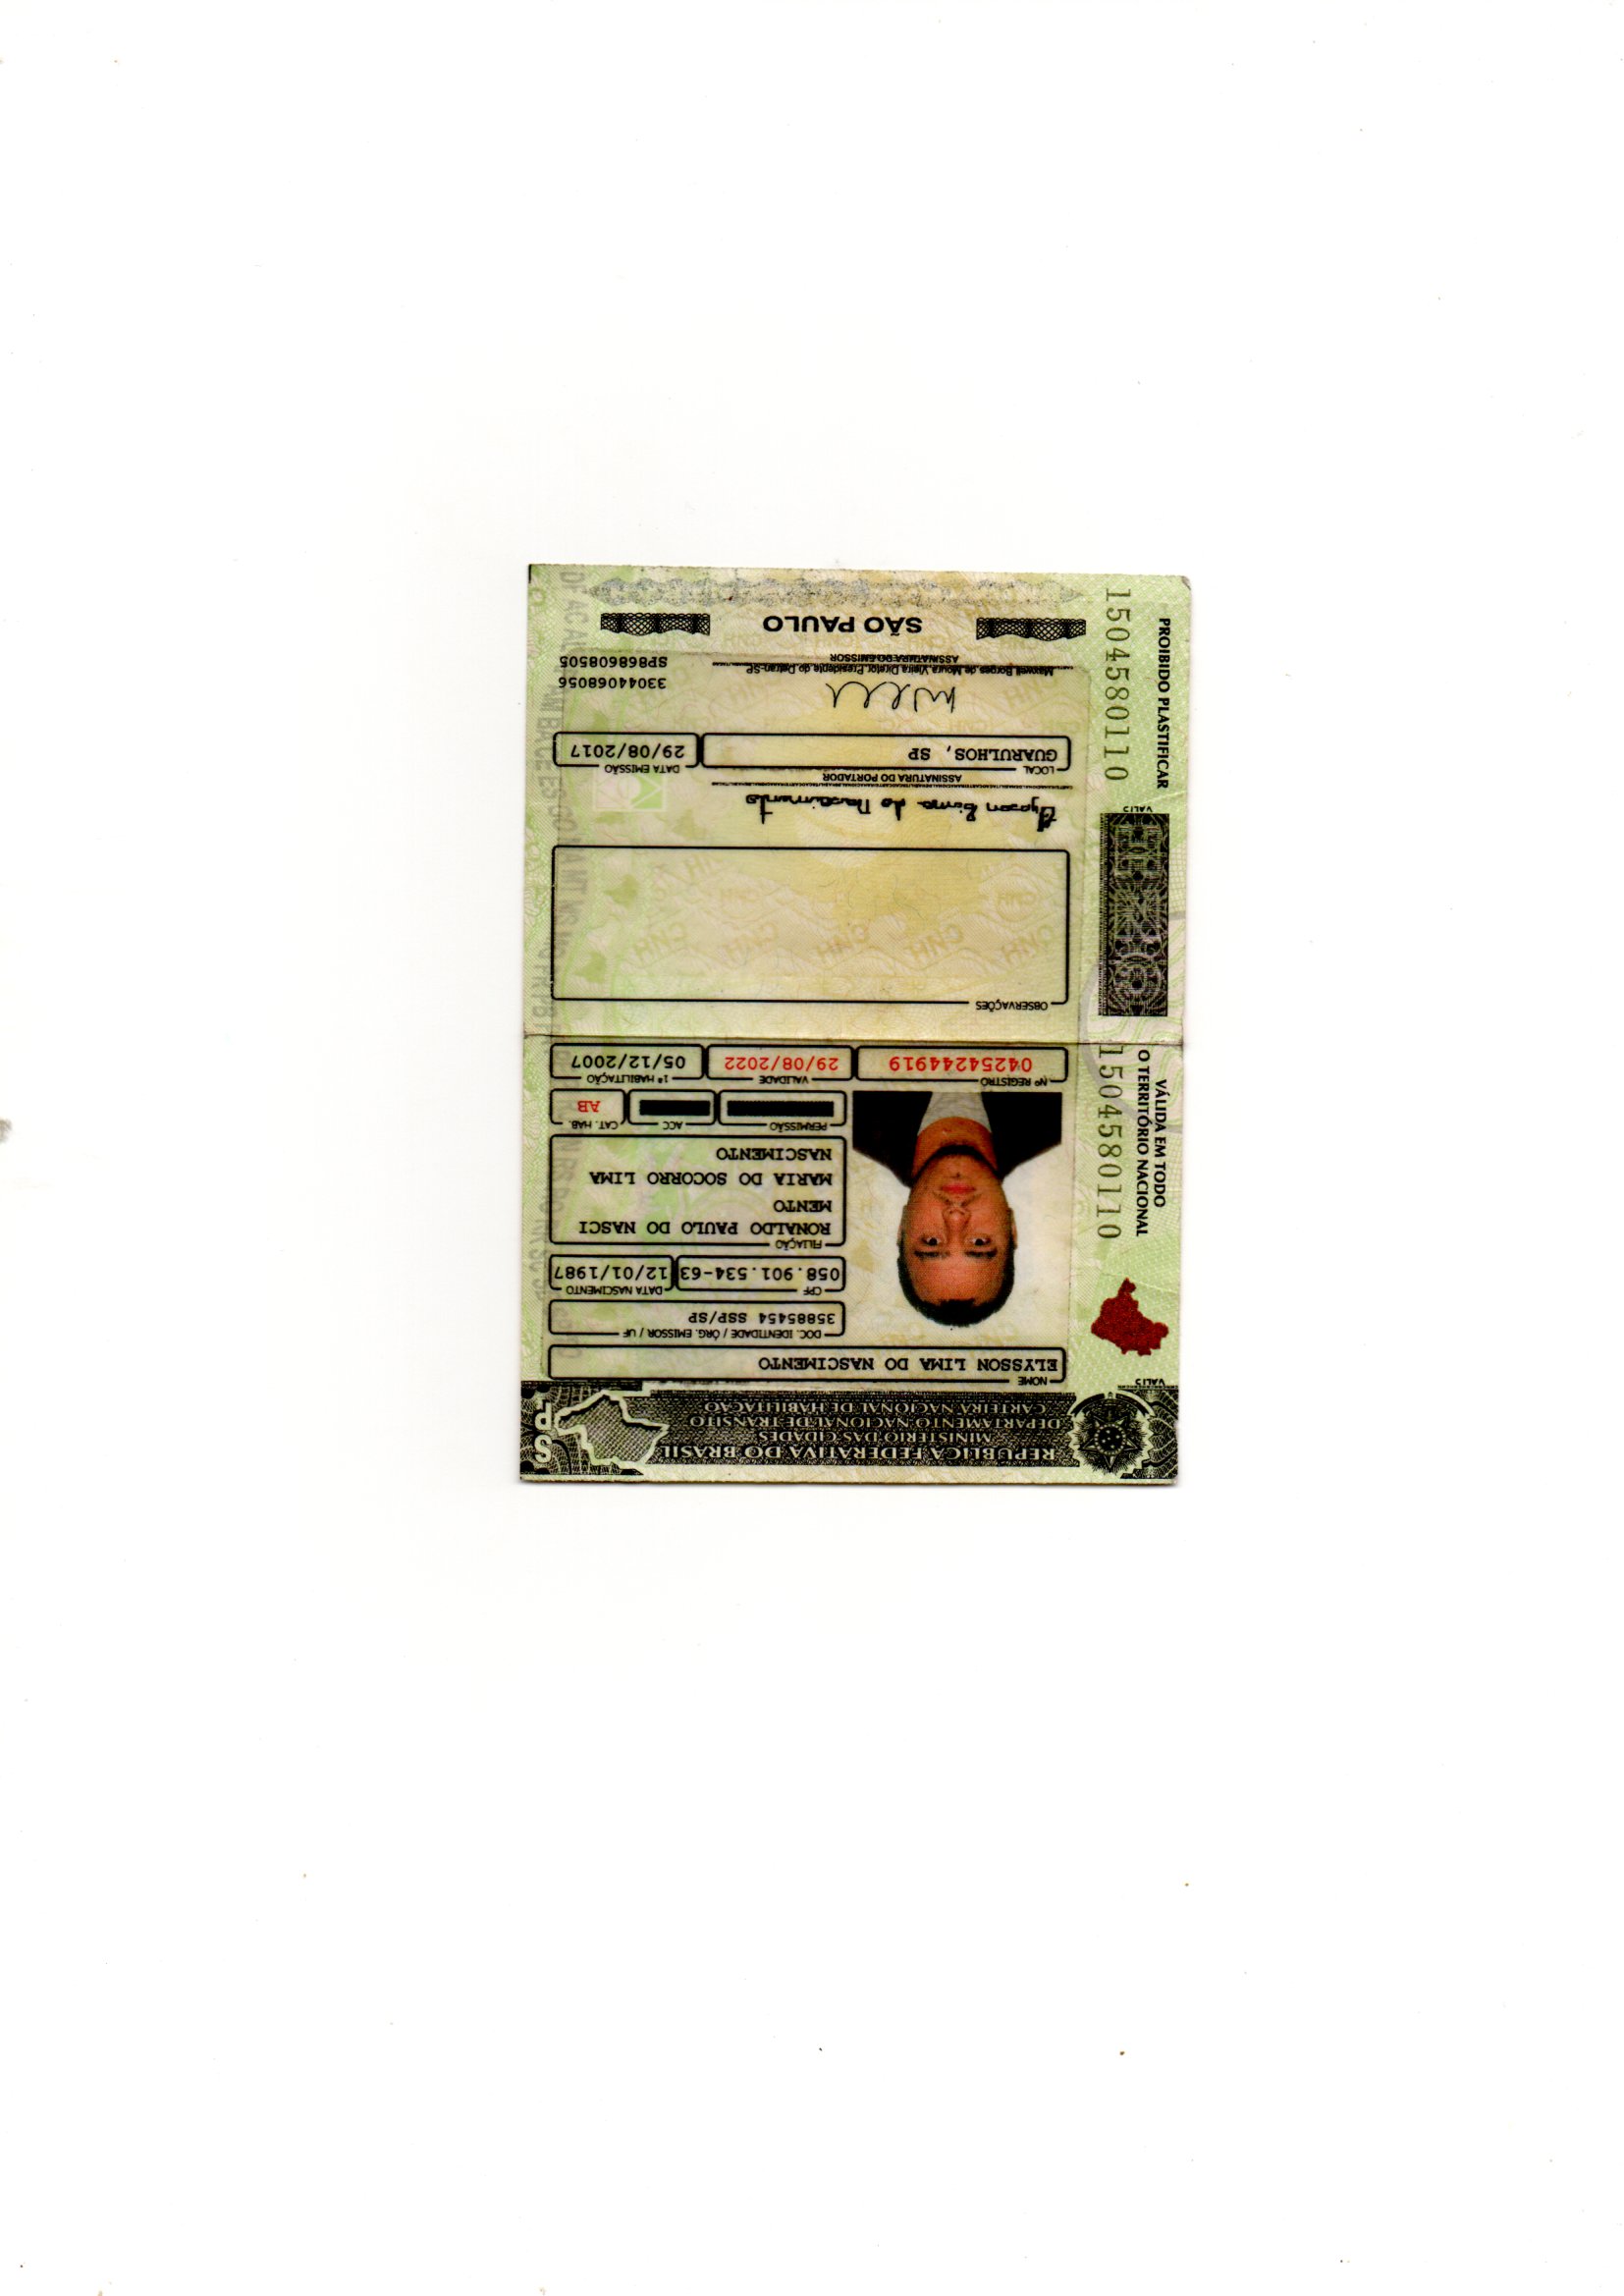 REPÚBLICA FEDERATIVA DO BRASIL
MINISTÉRIO DAS CIDADES
DEPARTAMENTO NACIONAL DE TRÂNSITO
CARTEIRA NACIONAL DE HABILITAÇÃO
SP
NOME
ELYSSON LIMA DO NASCIMENTO
DOC. IDENTIDADE / ÓRG. EMISSOR / UF
35885454 SSP/SP
CPF
058.901.534-63
DATA NASCIMENTO
12/01/1987
FILIAÇÃO
RONALDO PAULO DO NASCI
MENTO
MARIA DO SOCORRO LIMA
NASCIMENTO
PERMISSÃO
ACC
CAT. HAB.
AB
Nº REGISTRO
04254244919
VALIDADE
29/08/2022
1ª HABILITAÇÃO
05/12/2007
VÁLIDA EM TODO
O TERRITÓRIO NACIONAL
1504580110
OBSERVAÇÕES
Elysson Lima do Nascimento
ASSINATURA DO PORTADOR
LOCAL
GUARULHOS, SP
DATA EMISSÃO
29/08/2017
Maxwell Borges de Moura Vieira Diretor Presidente do Detran-SP
ASSINATURA DO EMISSOR
33044068056
SP868608505
SÃO PAULO
PROIBIDO PLASTIFICAR
1504580110